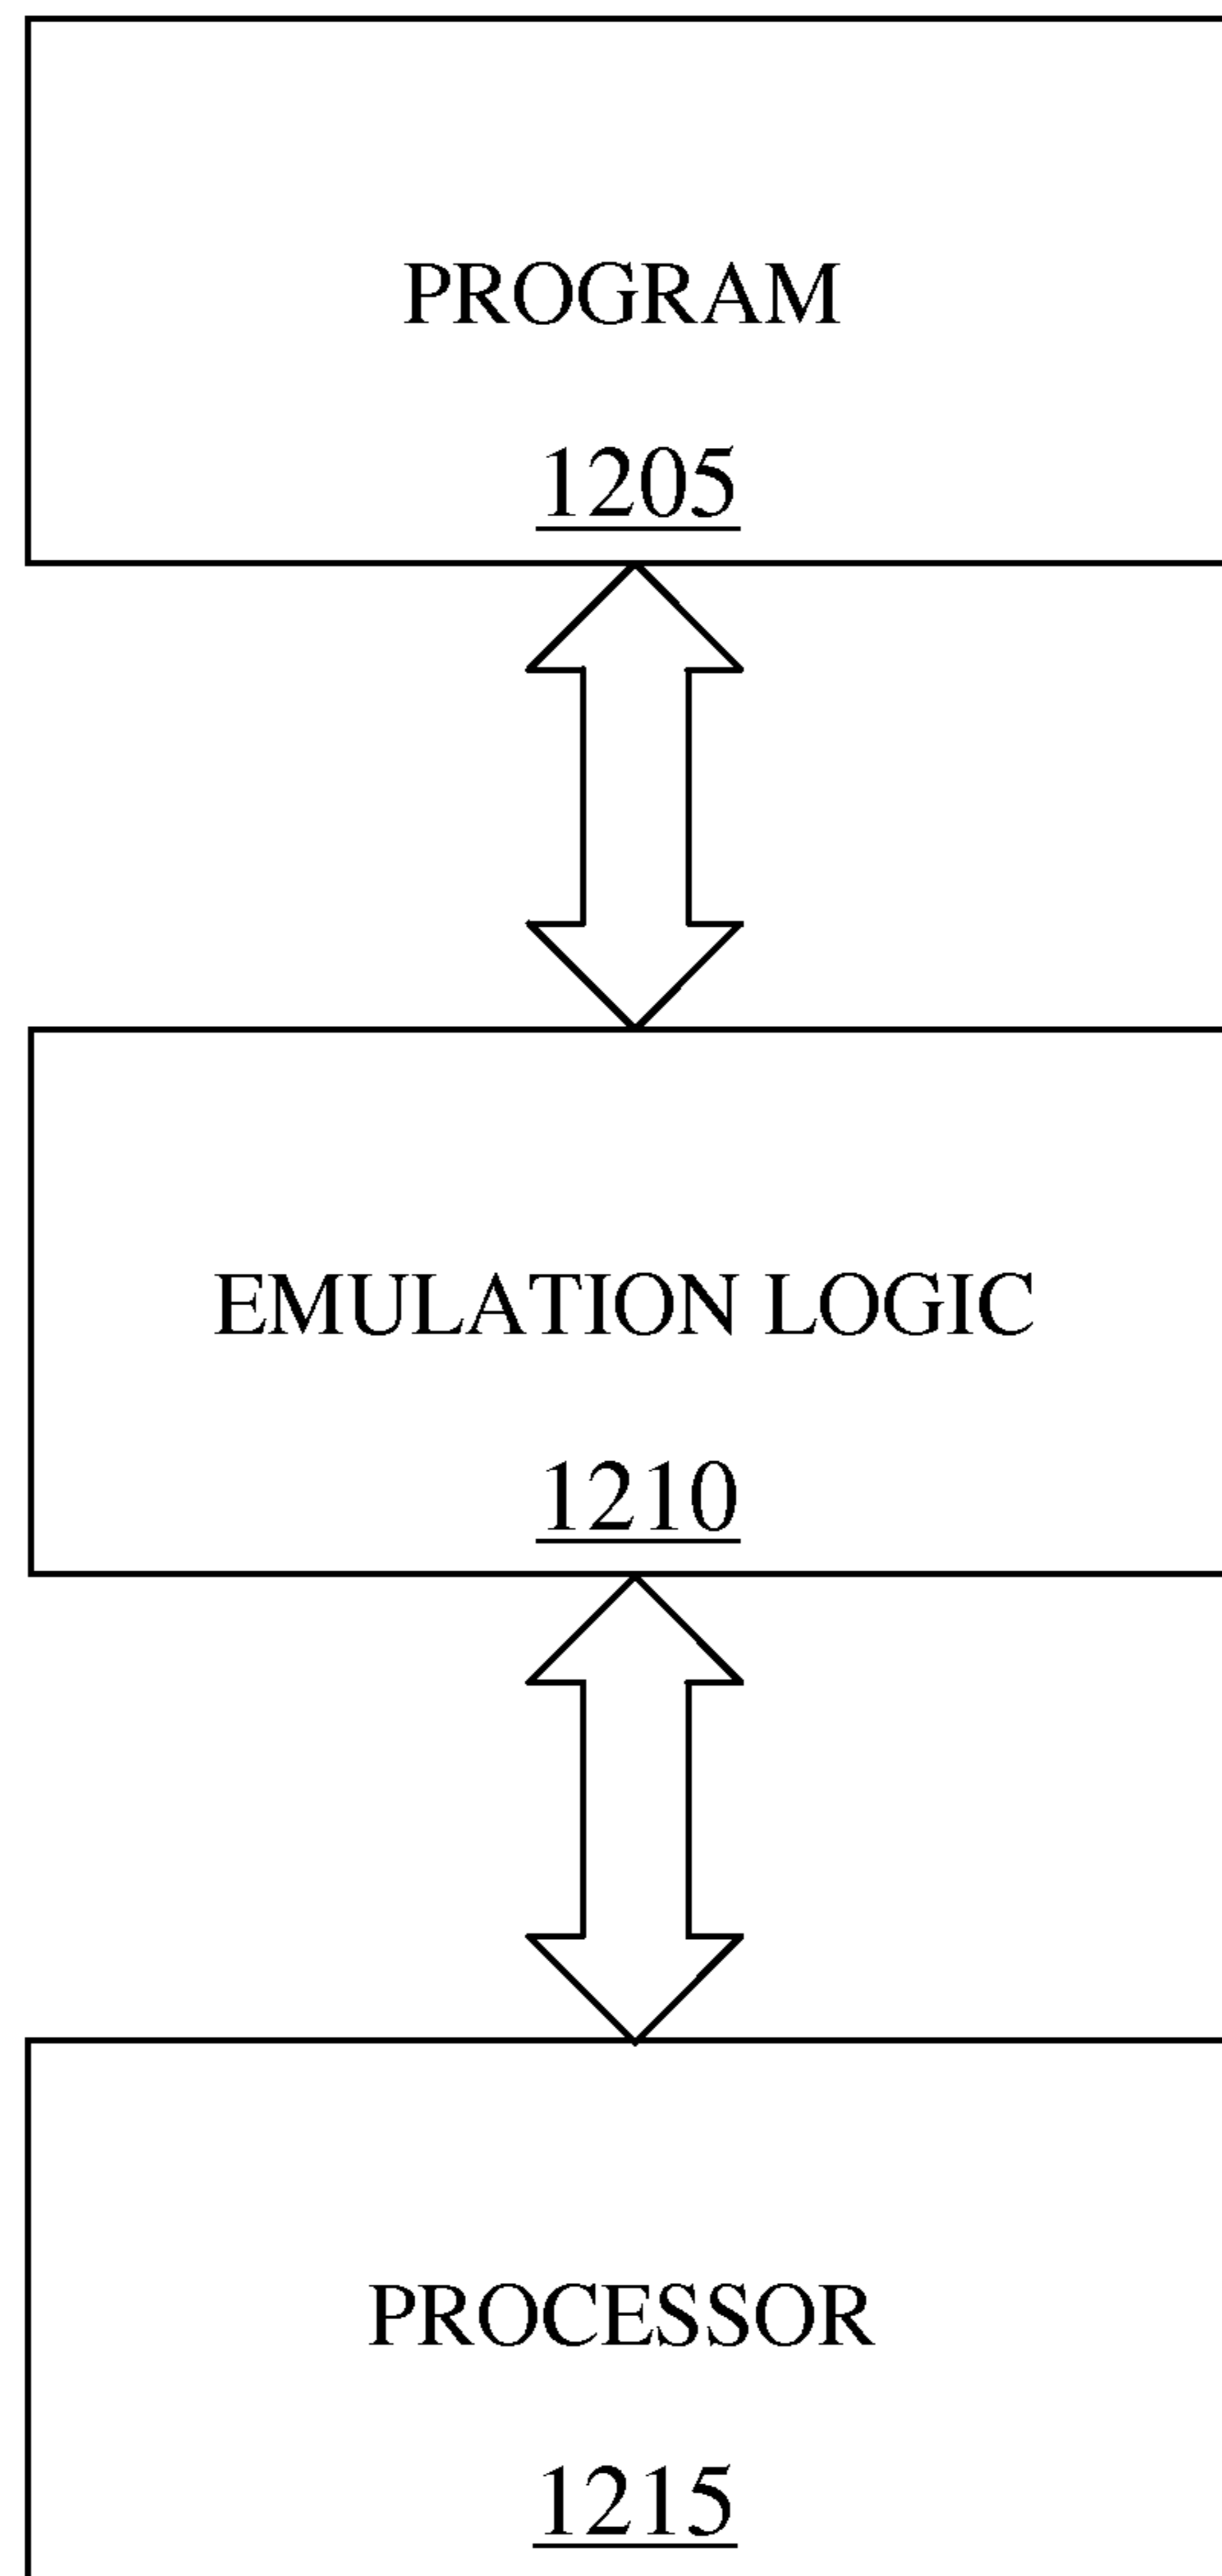 PROGRAM
1205
EMULATION LOGIC
1210
PROCESSOR
1215